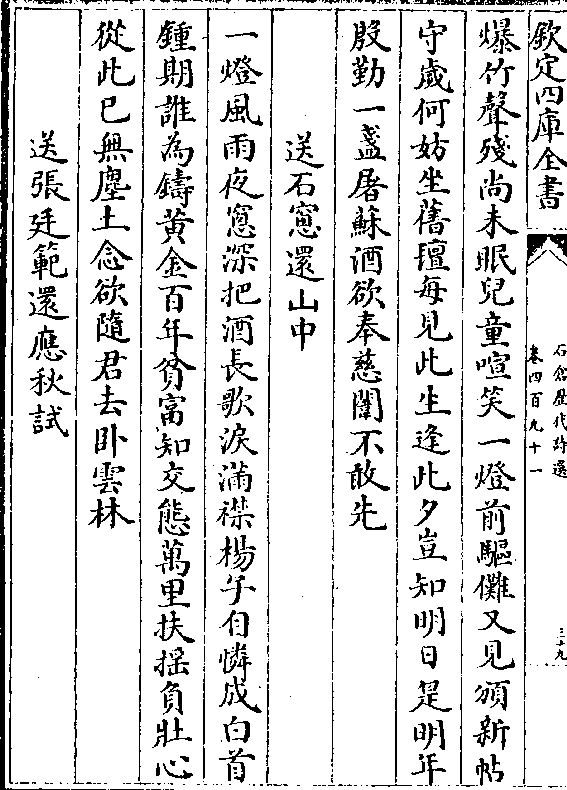 欽定四庫全書
石倉歷代詩選
卷四百九十一
三十九
爆竹聲殘尚未眠兒童喧笑一燈前驅儺又見頒新帖
守歲何妨坐舊氊每見此生逢此夕豈知明日是明年
殷勤一盞屠蘇酒欲奉慈闈不敢先
送石窻還山中
一燈風雨夜窻深把酒長歌淚滿襟楊子自憐成白首
鍾期誰為鑄黃金百年貧富知交態萬里扶摇負壯心
從此已無塵土念欲隨君去卧雲林
送張廷範還應秋試